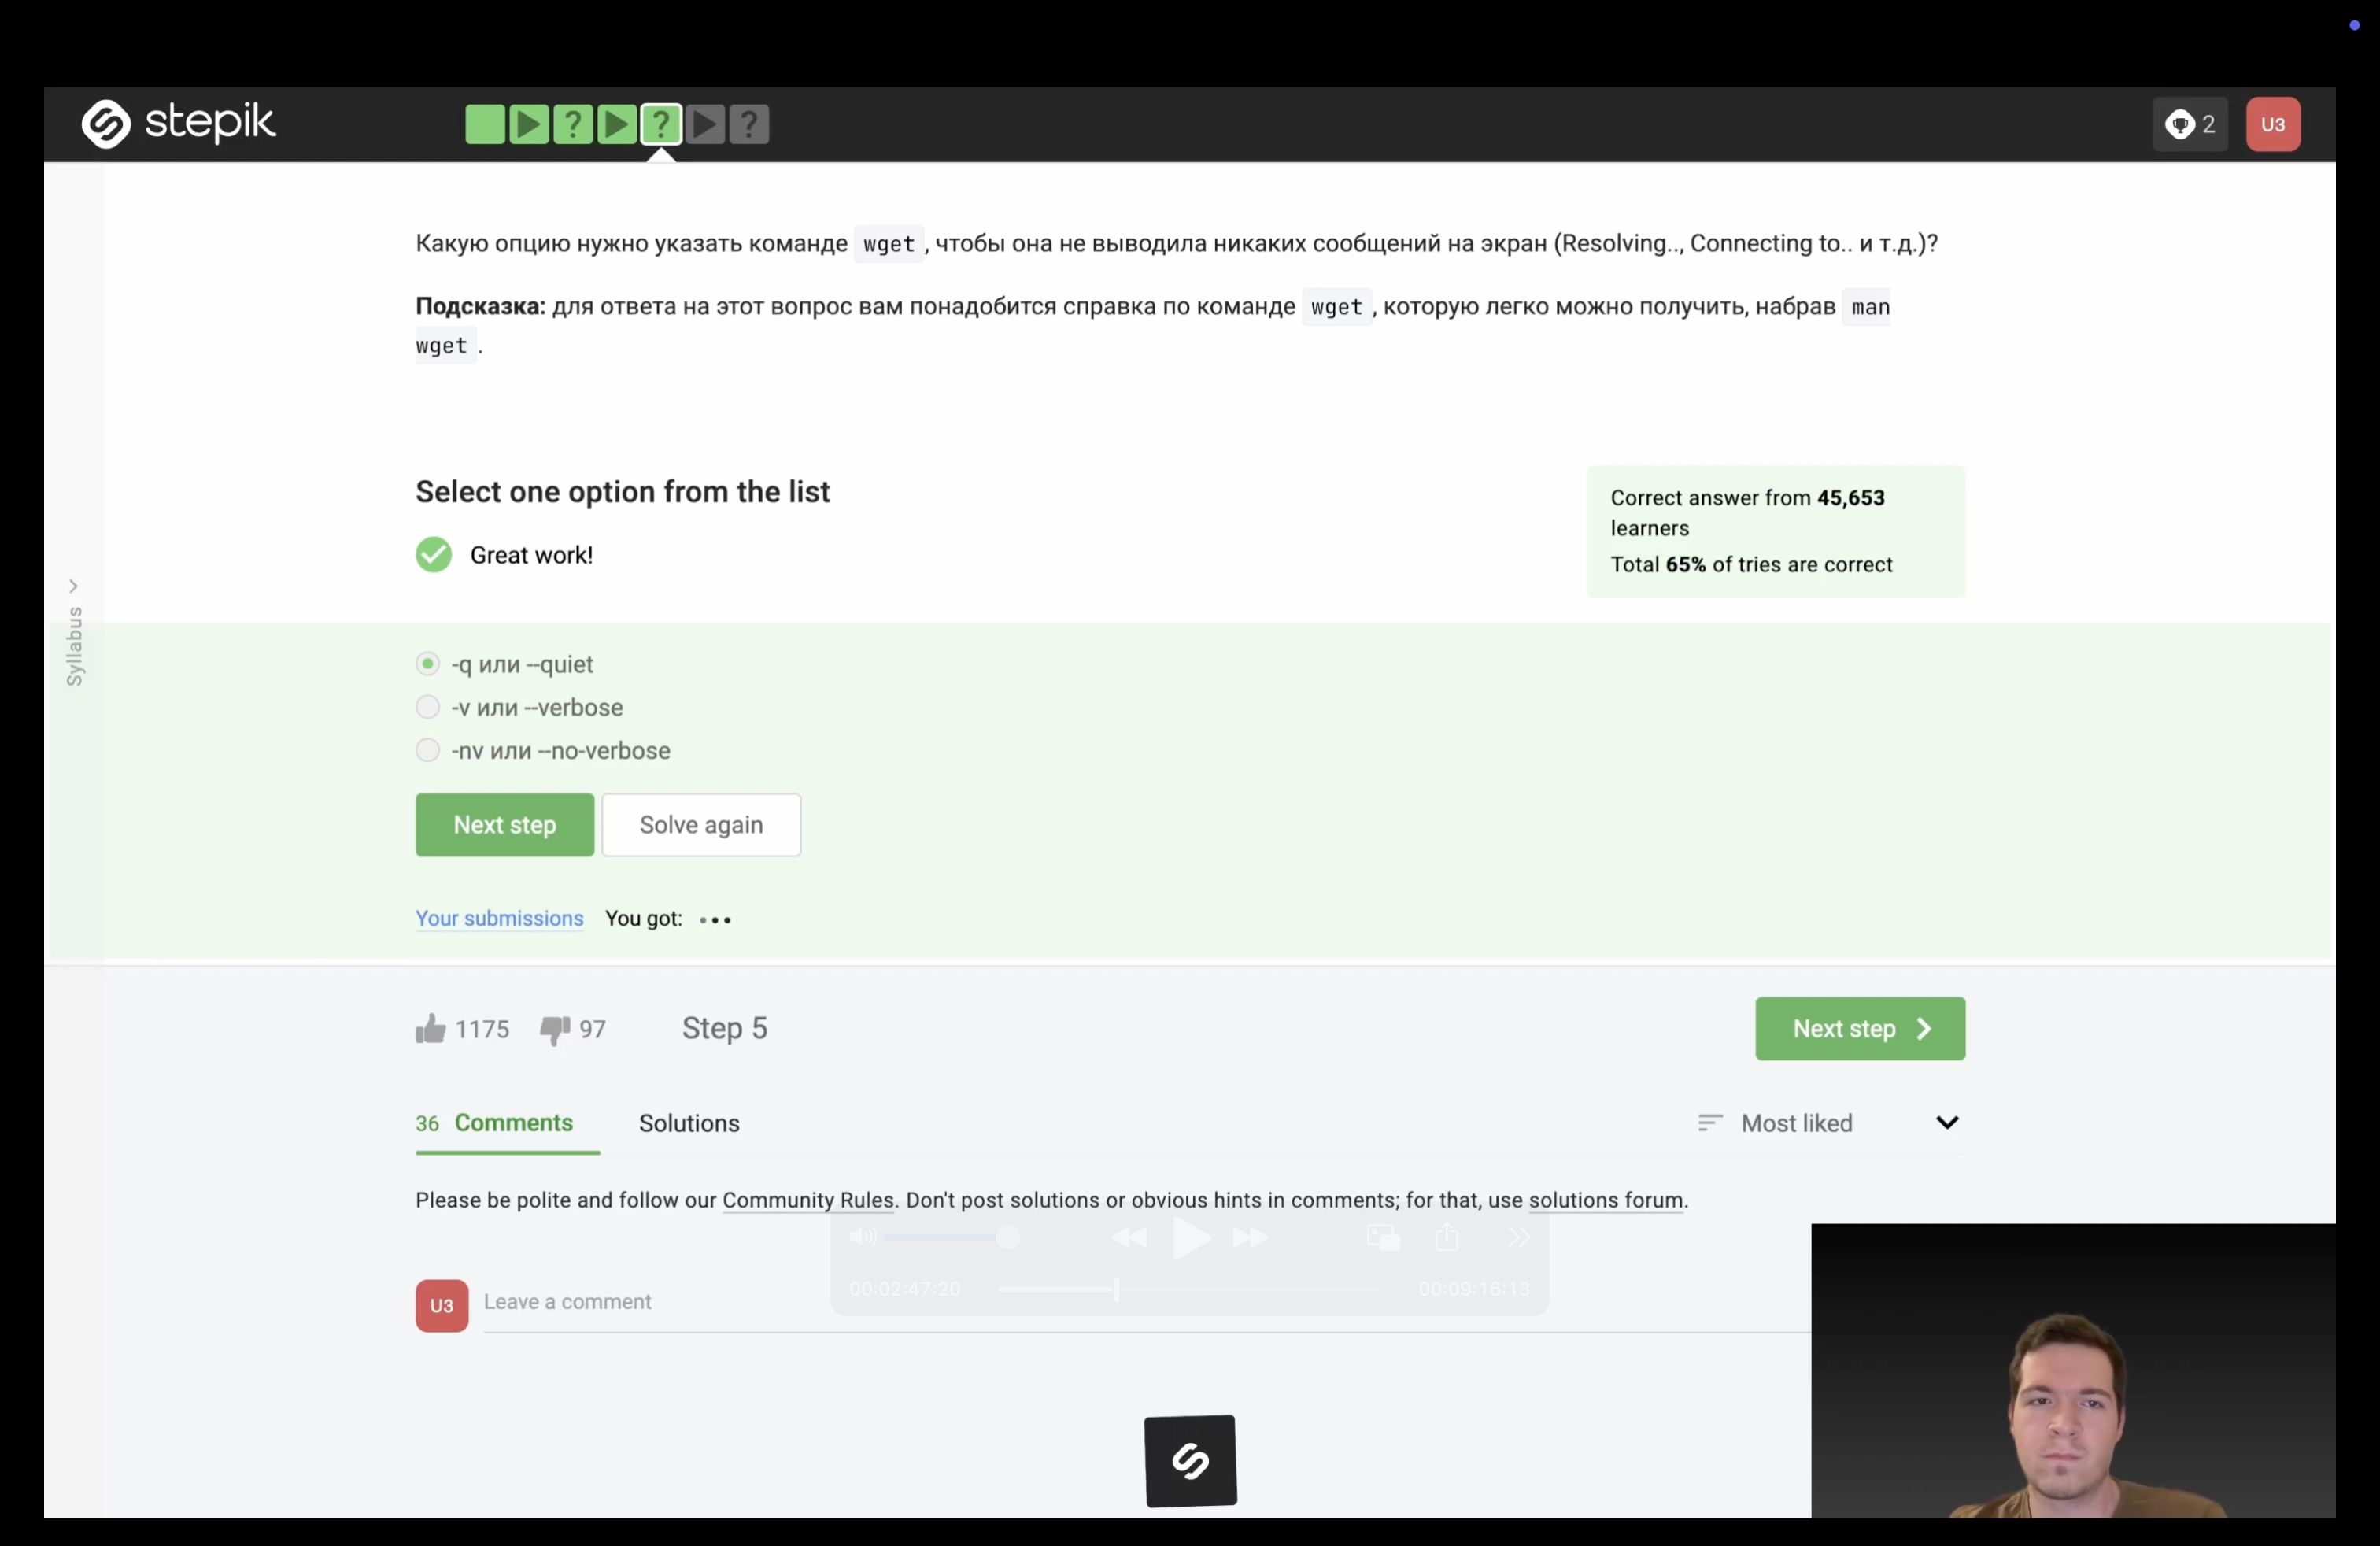 stepik
2
U3
Какую опцию нужно указать команде wget, чтобы она не выводила никаких сообщений на экран (Resolving.., Connecting to.. и т.д.)?
Подсказка: для ответа на этот вопрос вам понадобится справка по команде wget, которую легко можно получить, набрав man
wget.
Select one option from the list
Great work!
Correct answer from 45,653
learners
Total 65% of tries are correct
Syllabus
-q или --quiet
-v или --verbose
-nv или --no-verbose
Next step
Solve again
Your submissions You got: •••
1175
97
Step 5
Next step
36 Comments
Solutions
Most liked
Please be polite and follow our Community Rules. Don't post solutions or obvious hints in comments; for that, use solutions forum.
00:02:47:20
00:09:16:13
U3
Leave a comment